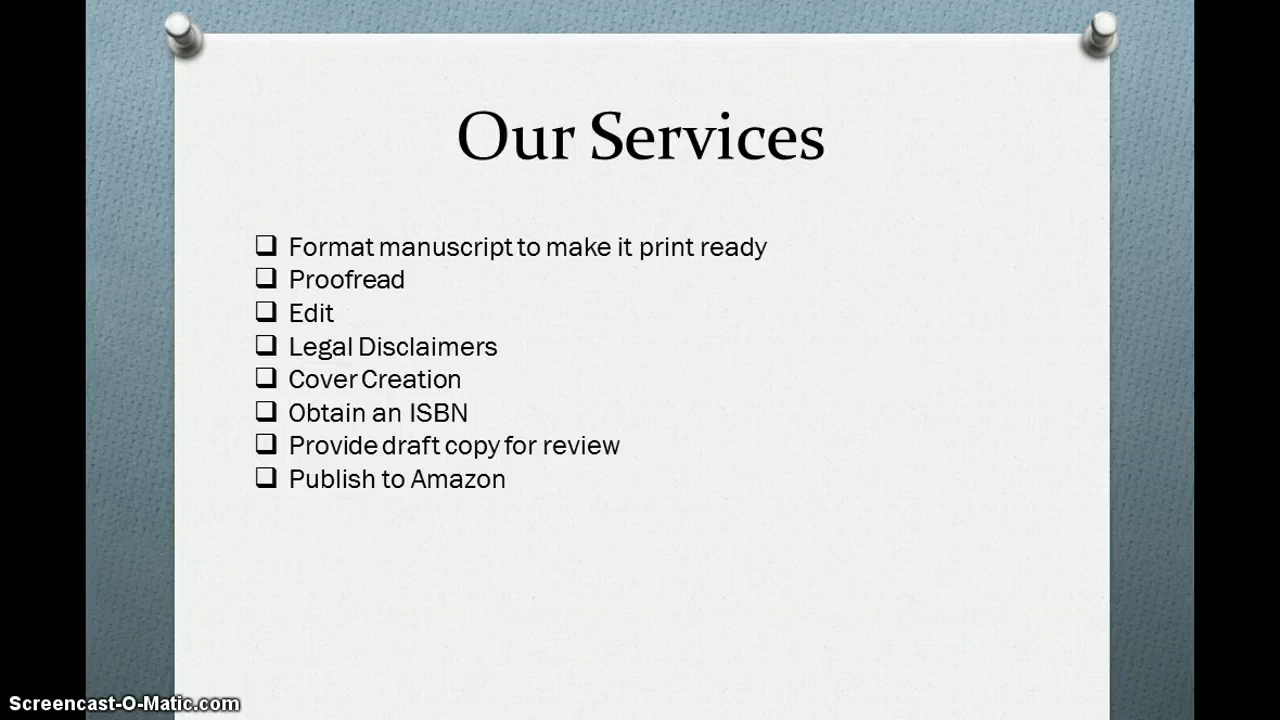 Our Services
Format manuscript to make it print ready
Proofread
Edit
Legal Disclaimers
Cover Creation
Obtain an ISBN
Provide draft copy for review
Publish to Amazon
Screencast-O-Matic.com